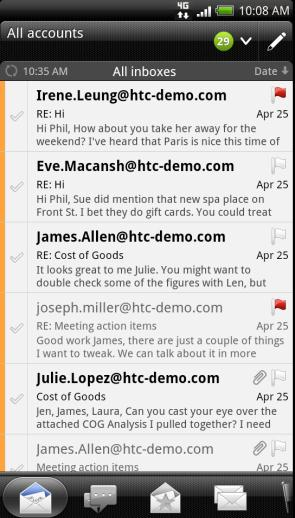 4G
10:08 AM
All accounts
29
10:35 AM All inboxes Date
Irene.Leung@htc-demo.com
RE: Hi Apr 25
Hi Phil, How about you take her away for the
weekend? I've heard that Paris is nice this time of
Eve.Macansh@htc-demo.com
RE: Hi Apr 25
Hi Phil, Sue did mention that new spa place on
Front St. I bet they do gift cards. You could treat
James.Allen@htc-demo.com
RE: Cost of Goods Apr 25
It looks great to me Julie. You might want to
double check some of the figures with Len, but
joseph.miller@htc-demo.com
RE: Meeting action items Apr 25
Good work James, there are just a couple of things
I want to tweak. We can talk about it in more
Julie.Lopez@htc-demo.com
Cost of Goods Apr 25
Jen, James, Laura, Can you cast your eye over the
attached COG Analysis I pulled together? I need
James.Allen@htc-demo.com
Meeting action items Apr 25